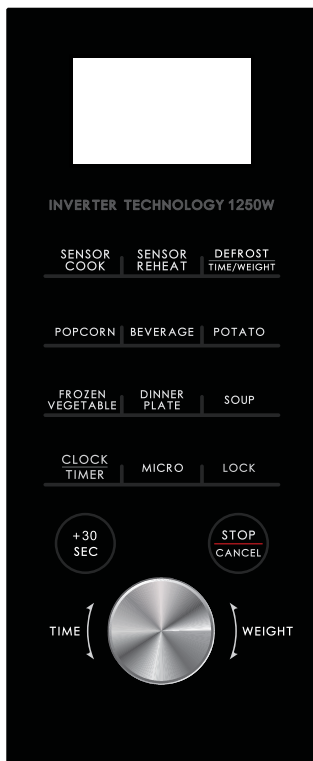 INVERTER TECHNOLOGY 1250W
SENSOR COOK
SENSOR REHEAT
DEFROST
TIME/WEIGHT
POPCORN
BEVERAGE
POTATO
FROZEN
VEGETABLE
DINNER
PLATE
SOUP
CLOCK
TIMER
MICRO
LOCK
+30
SEC
STOP
CANCEL
TIME
WEIGHT